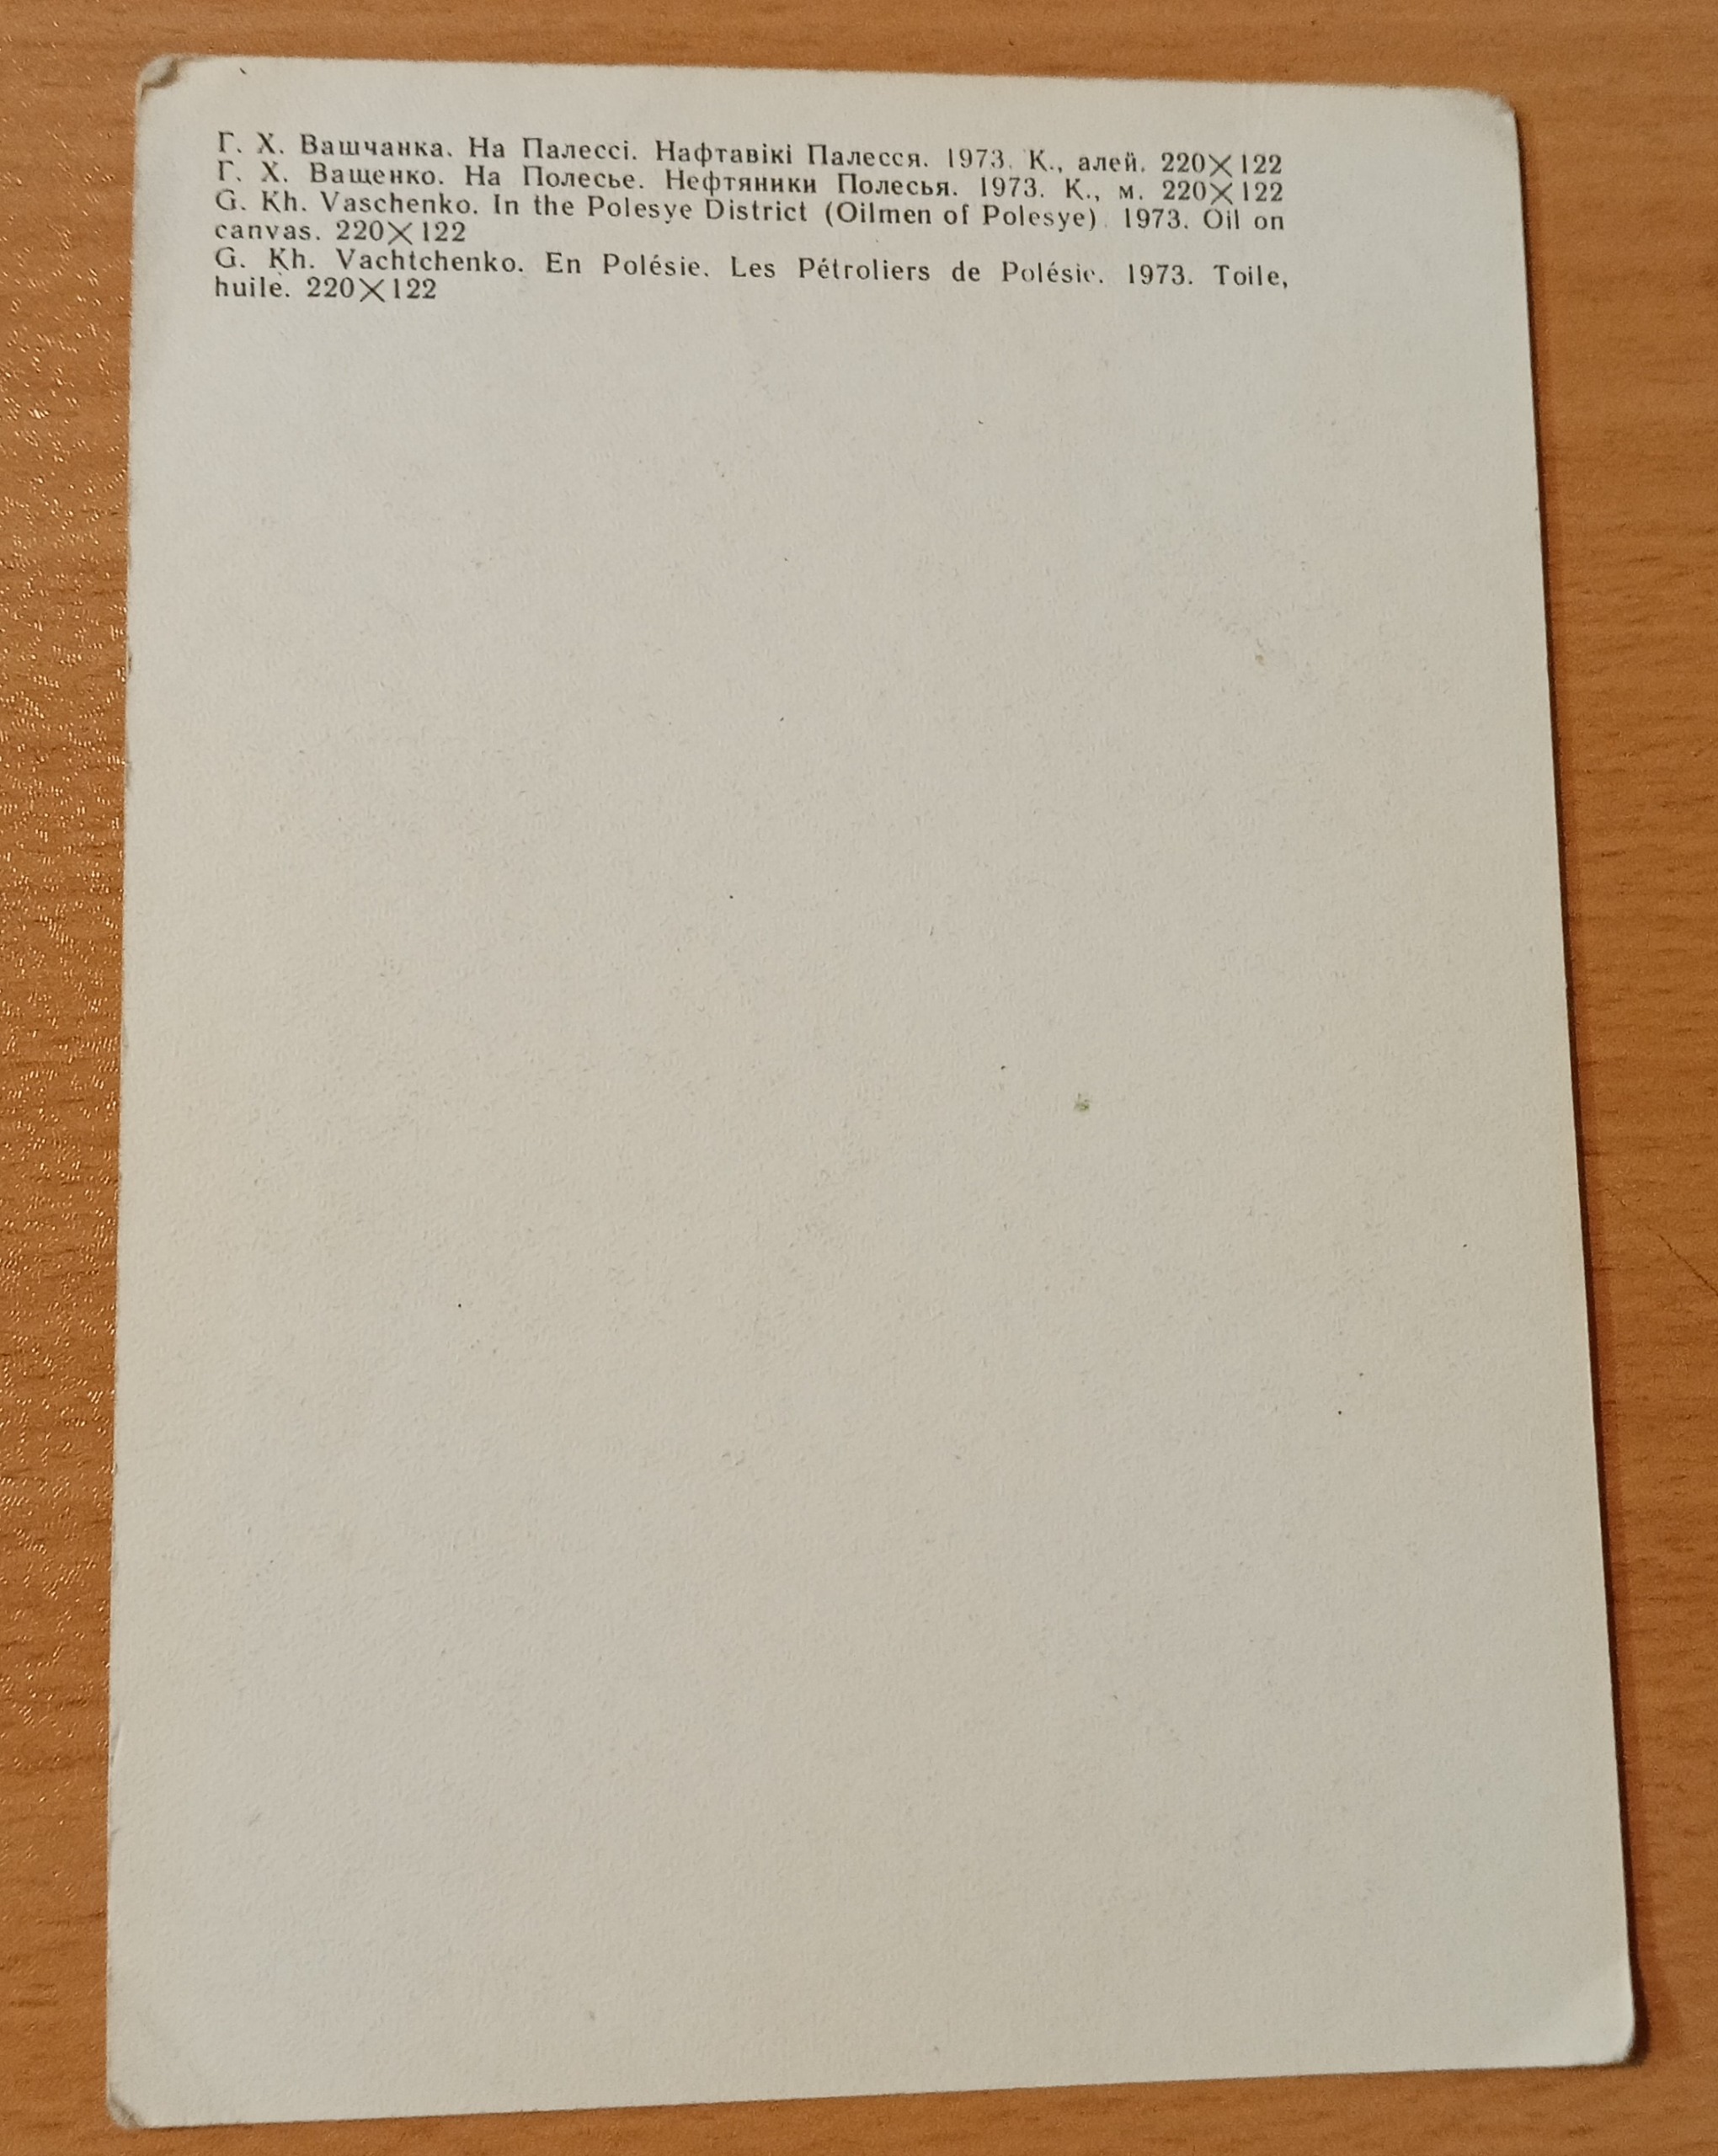 Г. Х. Вашчанка. На Палессі. Нафтавікі Палесся. 1973. К., алей. 220×122
Г. Х. Ващенко. На Полесье. Нефтяники Полесья. 1973. К., м. 220×122
G. Kh. Vaschenko. In the Polesye District (Oilmen of Polesye). 1973. Oil on
canvas. 220×122
G. Kh. Vachtchenko. En Polésie. Les Pétroliers de Polésie. 1973. Toile,
huile. 220×122